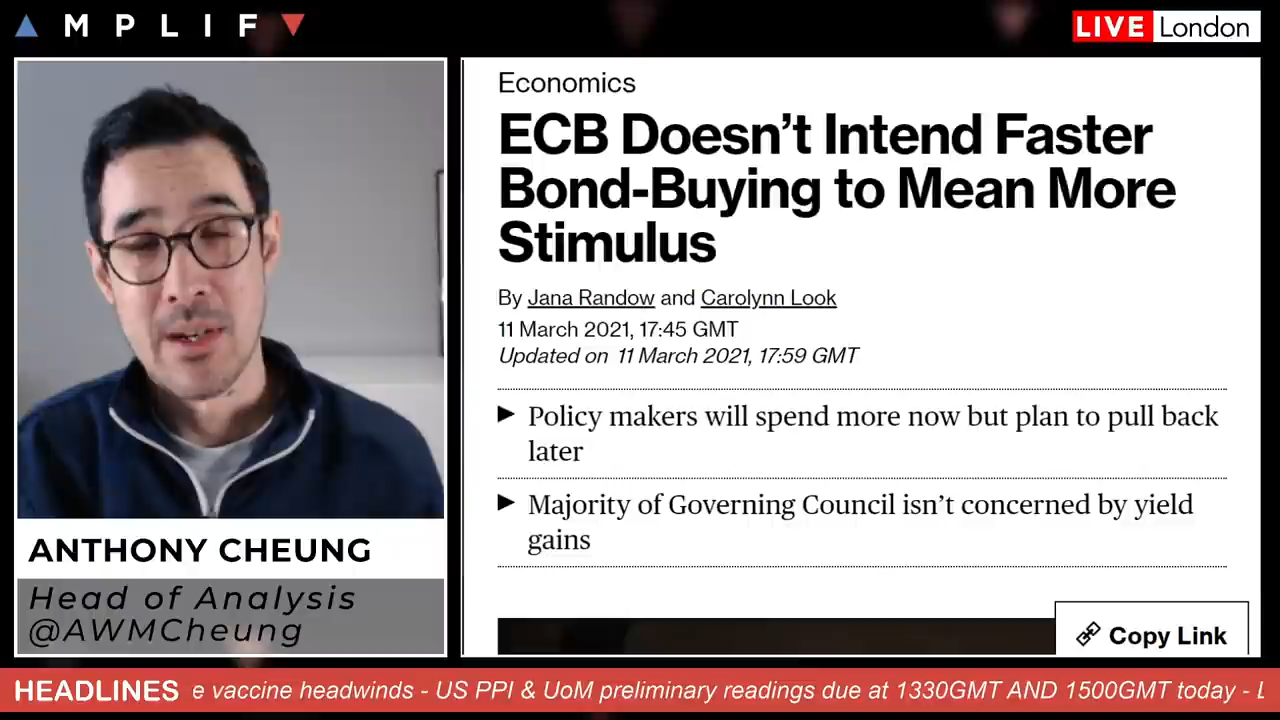 ▲ M P L I F ▼
LIVE London
Economics
ECB Doesn’t Intend Faster
Bond-Buying to Mean More
Stimulus
By Jana Randow and Carolynn Look
11 March 2021, 17:45 GMT
Updated on 11 March 2021, 17:59 GMT
▶ Policy makers will spend more now but plan to pull back
later
▶ Majority of Governing Council isn’t concerned by yield
gains
Copy Link
ANTHONY CHEUNG
Head of Analysis
@AWMCheung
HEADLINES e vaccine headwinds - US PPI & UoM preliminary readings due at 1330GMT AND 1500GMT today -